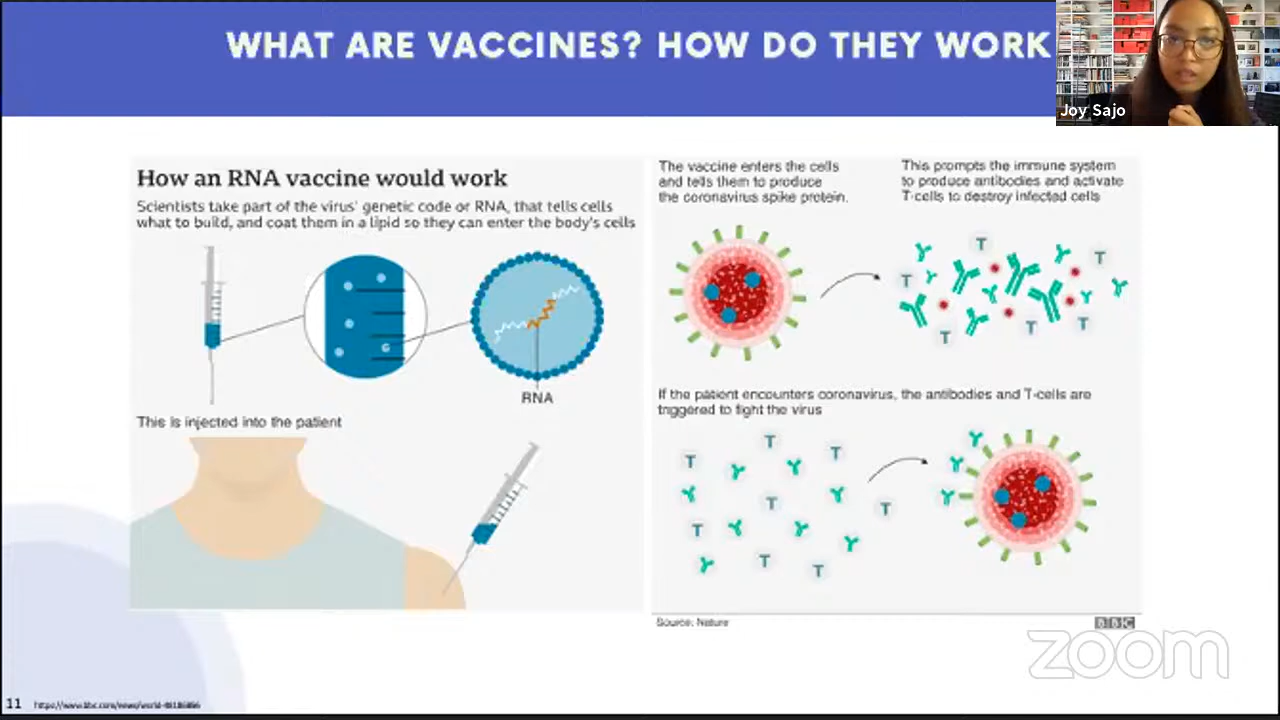 WHAT ARE VACCINES? HOW DO THEY WORK
Joy Sajo
How an RNA vaccine would work
Scientists take part of the virus' genetic code or RNA, that tells cells
what to build, and coat them in a lipid so they can enter the body's cells
RNA
This is injected into the patient
The vaccine enters the cells
and tells them to produce
the coronavirus spike protein.
This prompts the immune system
to produce antibodies and activate
T-cells to destroy infected cells
T
T
T
T
T
T
If the patient encounters coronavirus, the antibodies and T-cells are
triggered to fight the virus
T
T
T
T
T
T
T
T
Source: Nature
BBC
zoom
11